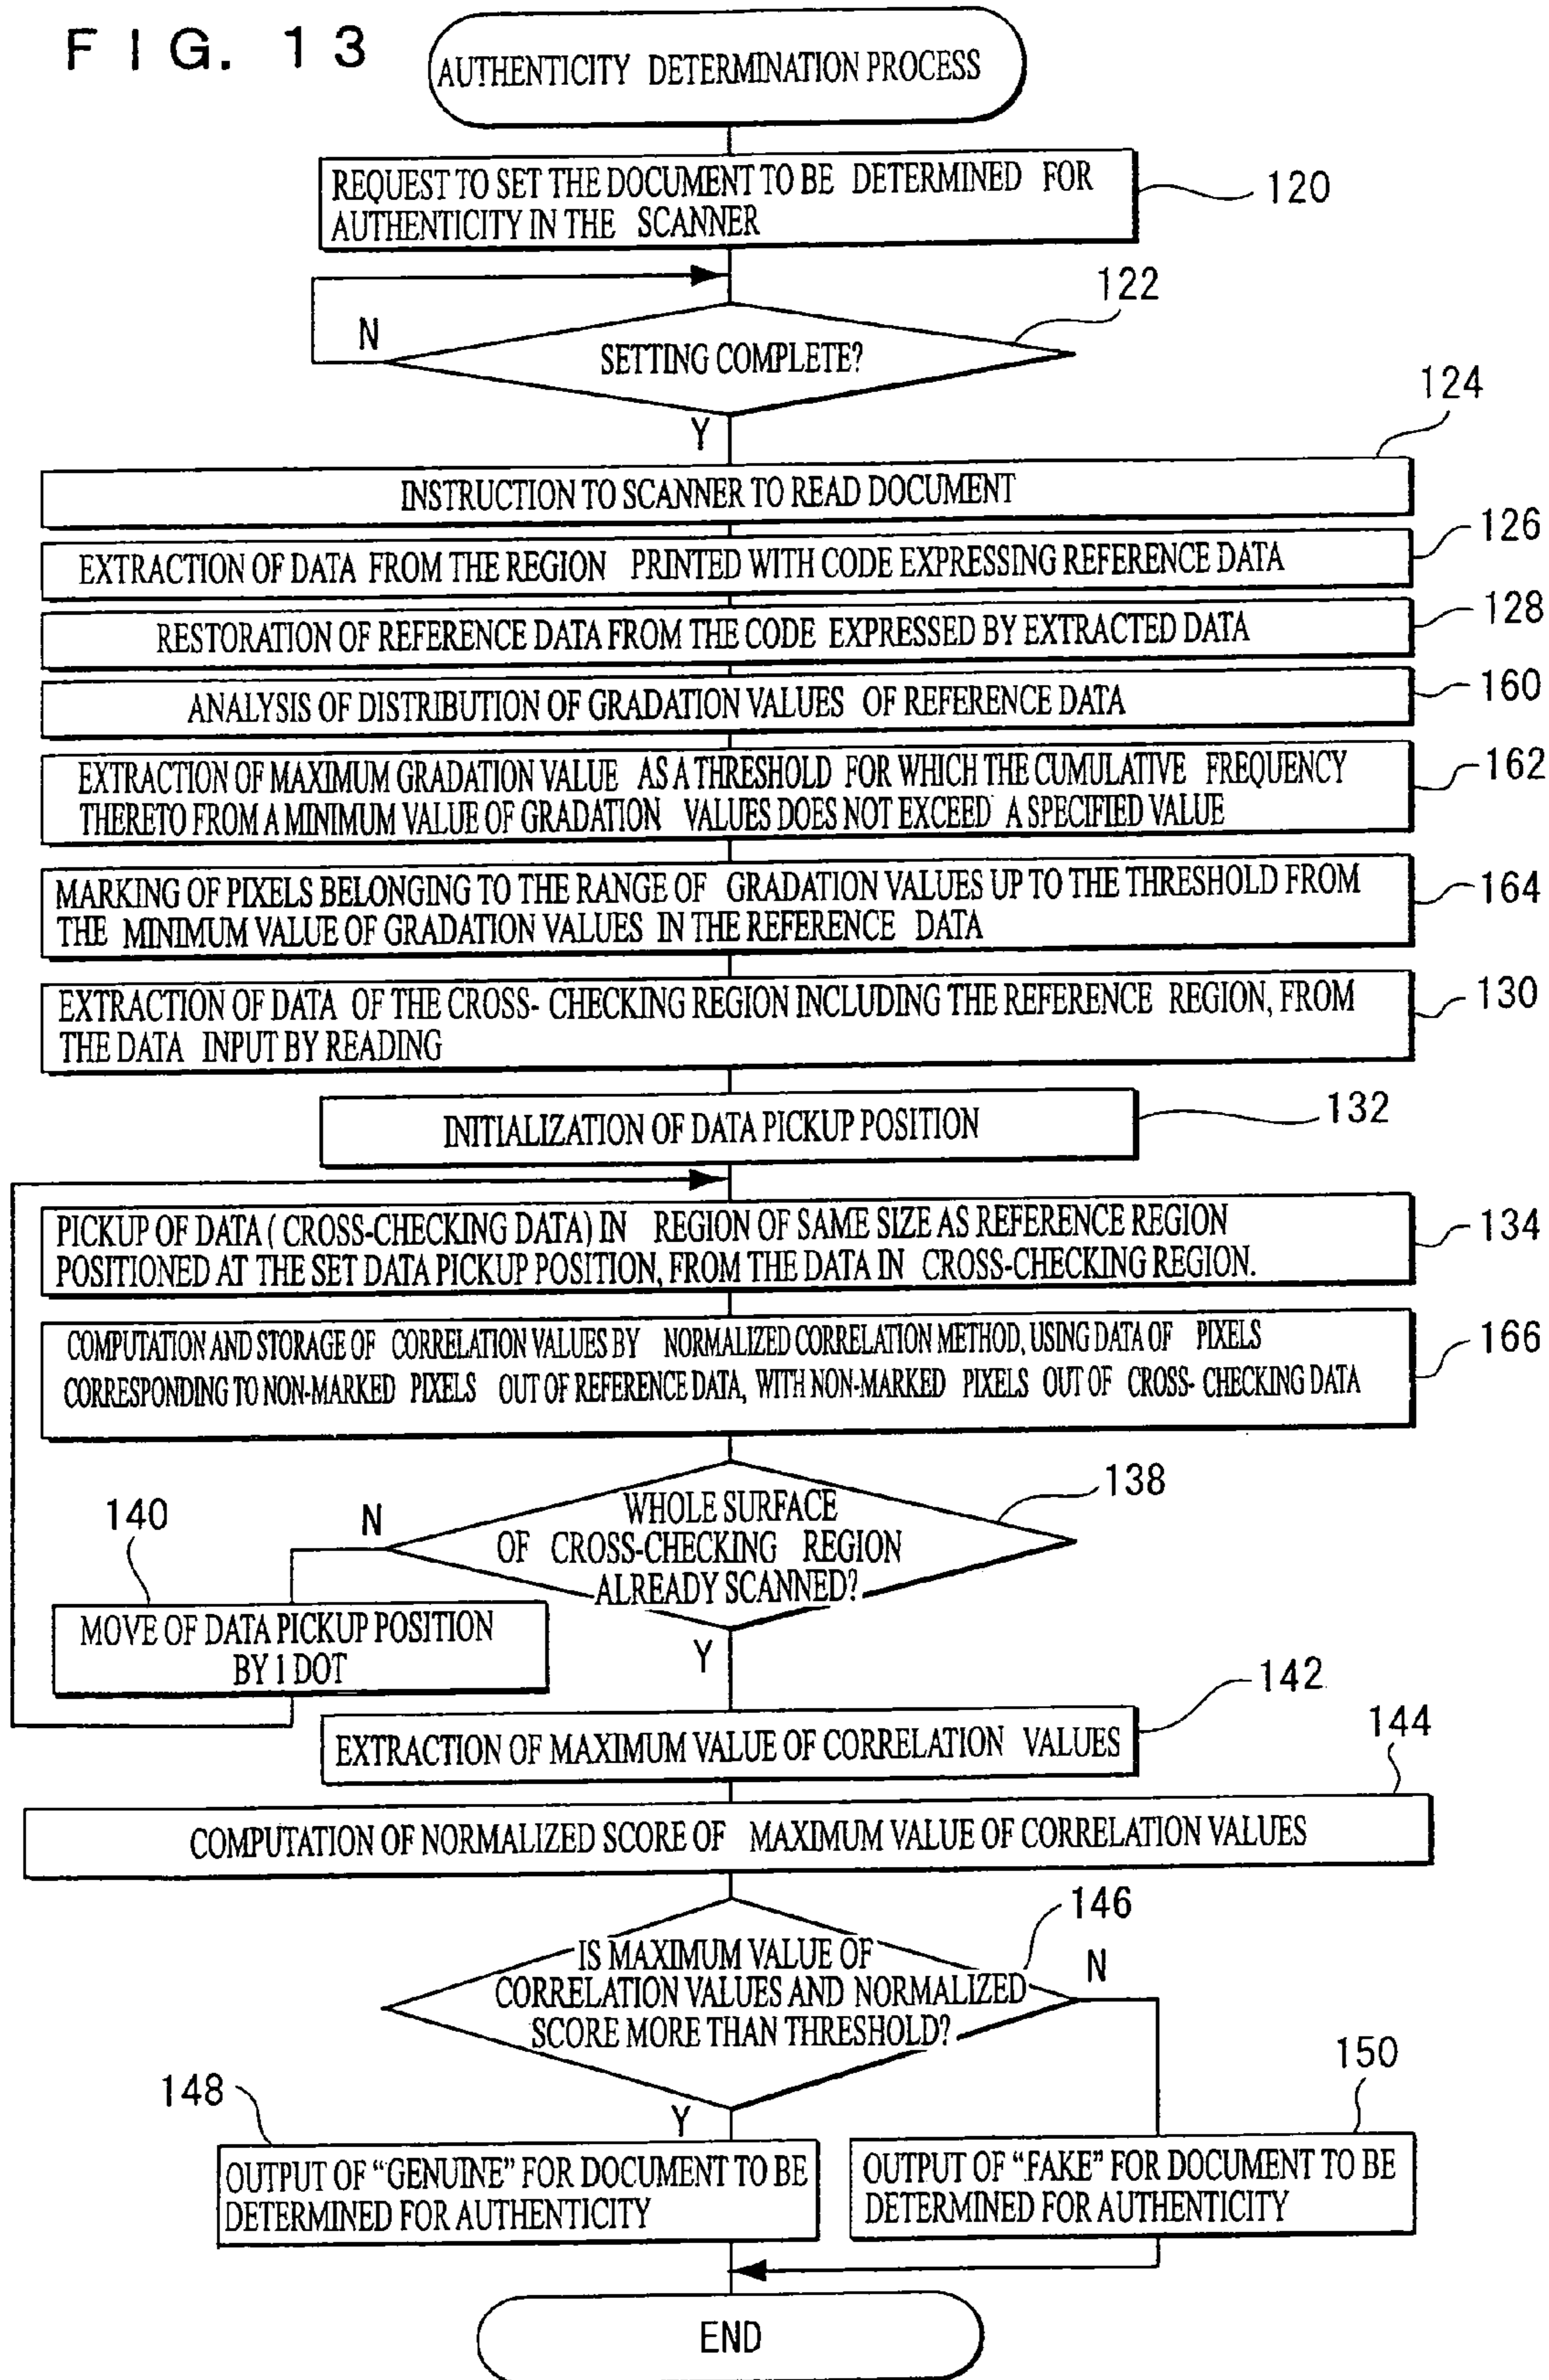 FIG. 13
AUTHENTICITY DETERMINATION PROCESS
REQUEST TO SET THE DOCUMENT TO BE DETERMINED FOR
AUTHENTICITY IN THE SCANNER
120
122
N
SETTING COMPLETE?
Y
124
INSTRUCTION TO SCANNER TO READ DOCUMENT
EXTRACTION OF DATA FROM THE REGION PRINTED WITH CODE EXPRESSING REFERENCE DATA
126
RESTORATION OF REFERENCE DATA FROM THE CODE EXPRESSED BY EXTRACTED DATA
128
ANALYSIS OF DISTRIBUTION OF GRADATION VALUES OF REFERENCE DATA
160
EXTRACTION OF MAXIMUM GRADATION VALUE AS A THRESHOLD FOR WHICH THE CUMULATIVE FREQUENCY
THERETO FROM A MINIMUM VALUE OF GRADATION VALUES DOES NOT EXCEED A SPECIFIED VALUE
162
MARKING OF PIXELS BELONGING TO THE RANGE OF GRADATION VALUES UP TO THE THRESHOLD FROM
THE MINIMUM VALUE OF GRADATION VALUES IN THE REFERENCE DATA
164
EXTRACTION OF DATA OF THE CROSS- CHECKING REGION INCLUDING THE REFERENCE REGION, FROM
THE DATA INPUT BY READING
130
INITIALIZATION OF DATA PICKUP POSITION
132
PICKUP OF DATA ( CROSS-CHECKING DATA) IN REGION OF SAME SIZE AS REFERENCE REGION
POSITIONED AT THE SET DATA PICKUP POSITION, FROM THE DATA IN CROSS-CHECKING REGION.
134
COMPUTATION AND STORAGE OF CORRELATION VALUES BY NORMALIZED CORRELATION METHOD, USING DATA OF PIXELS
CORRESPONDING TO NON-MARKED PIXELS OUT OF REFERENCE DATA, WITH NON-MARKED PIXELS OUT OF CROSS- CHECKING DATA
166
138
140
N
WHOLE SURFACE
OF CROSS-CHECKING REGION
ALREADY SCANNED?
MOVE OF DATA PICKUP POSITION
BY 1 DOT
Y
142
EXTRACTION OF MAXIMUM VALUE OF CORRELATION VALUES
144
COMPUTATION OF NORMALIZED SCORE OF MAXIMUM VALUE OF CORRELATION VALUES
146
IS MAXIMUM VALUE OF
CORRELATION VALUES AND NORMALIZED
SCORE MORE THAN THRESHOLD?
N
Y
148
150
OUTPUT OF "GENUINE" FOR DOCUMENT TO BE
DETERMINED FOR AUTHENTICITY
OUTPUT OF "FAKE" FOR DOCUMENT TO BE
DETERMINED FOR AUTHENTICITY
END